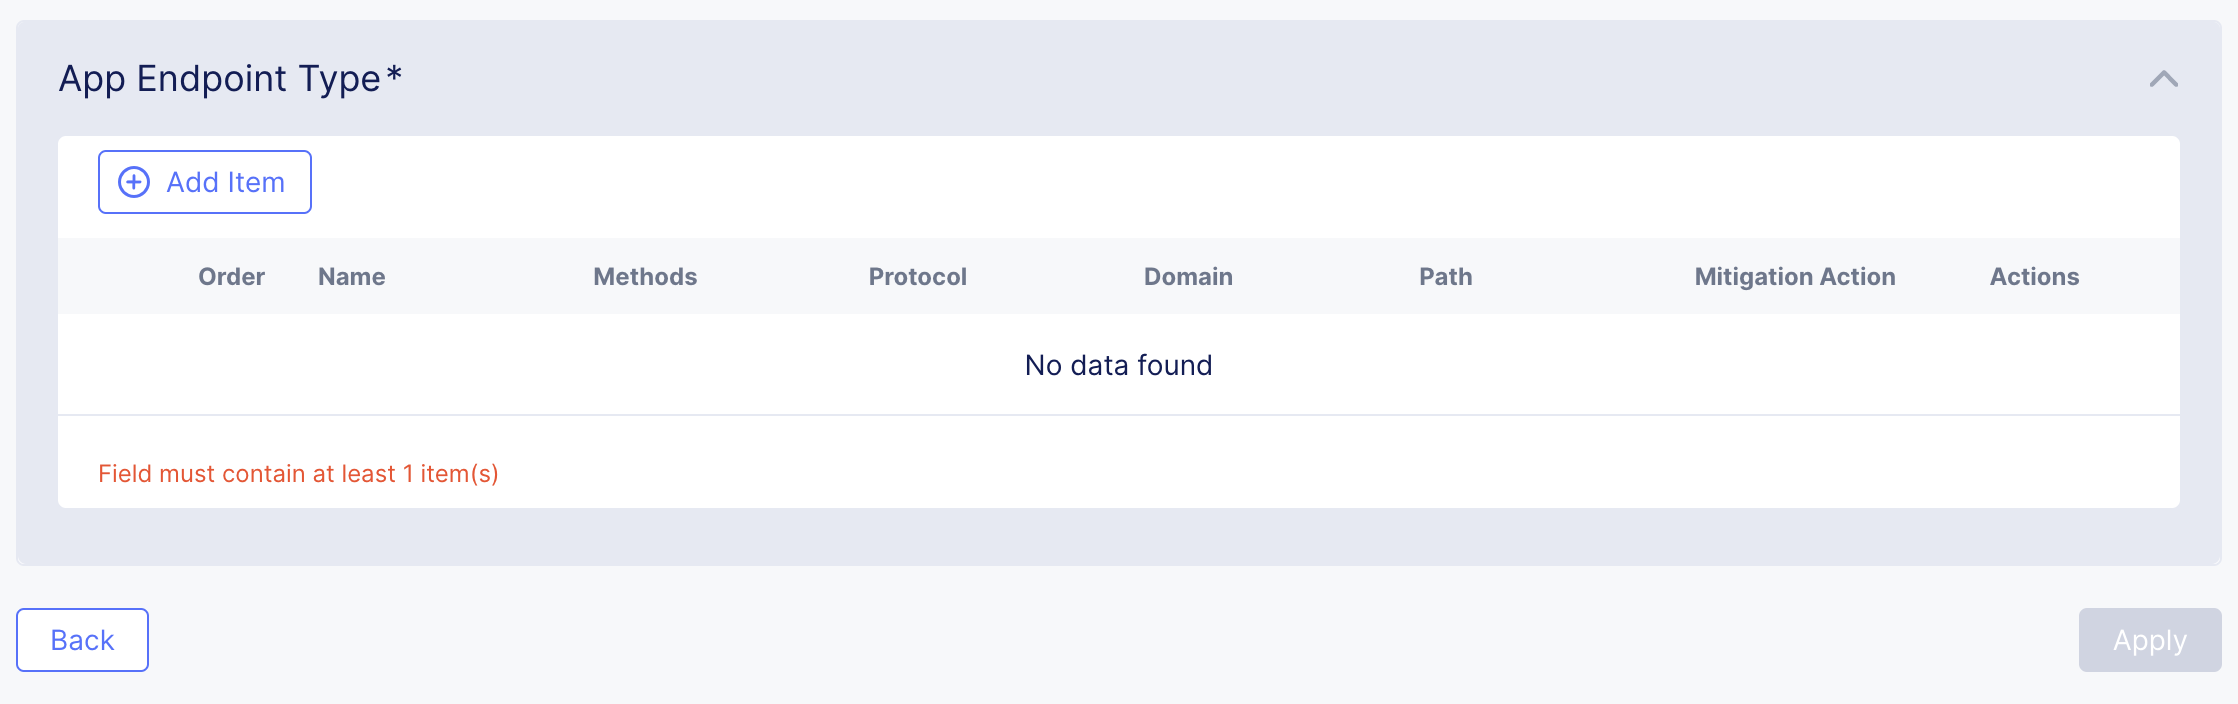 App Endpoint Type*
Add Item
Order Name Methods Protocol Domain Path Mitigation Action Actions
No data found
Field must contain at least 1 item(s)
Back Apply